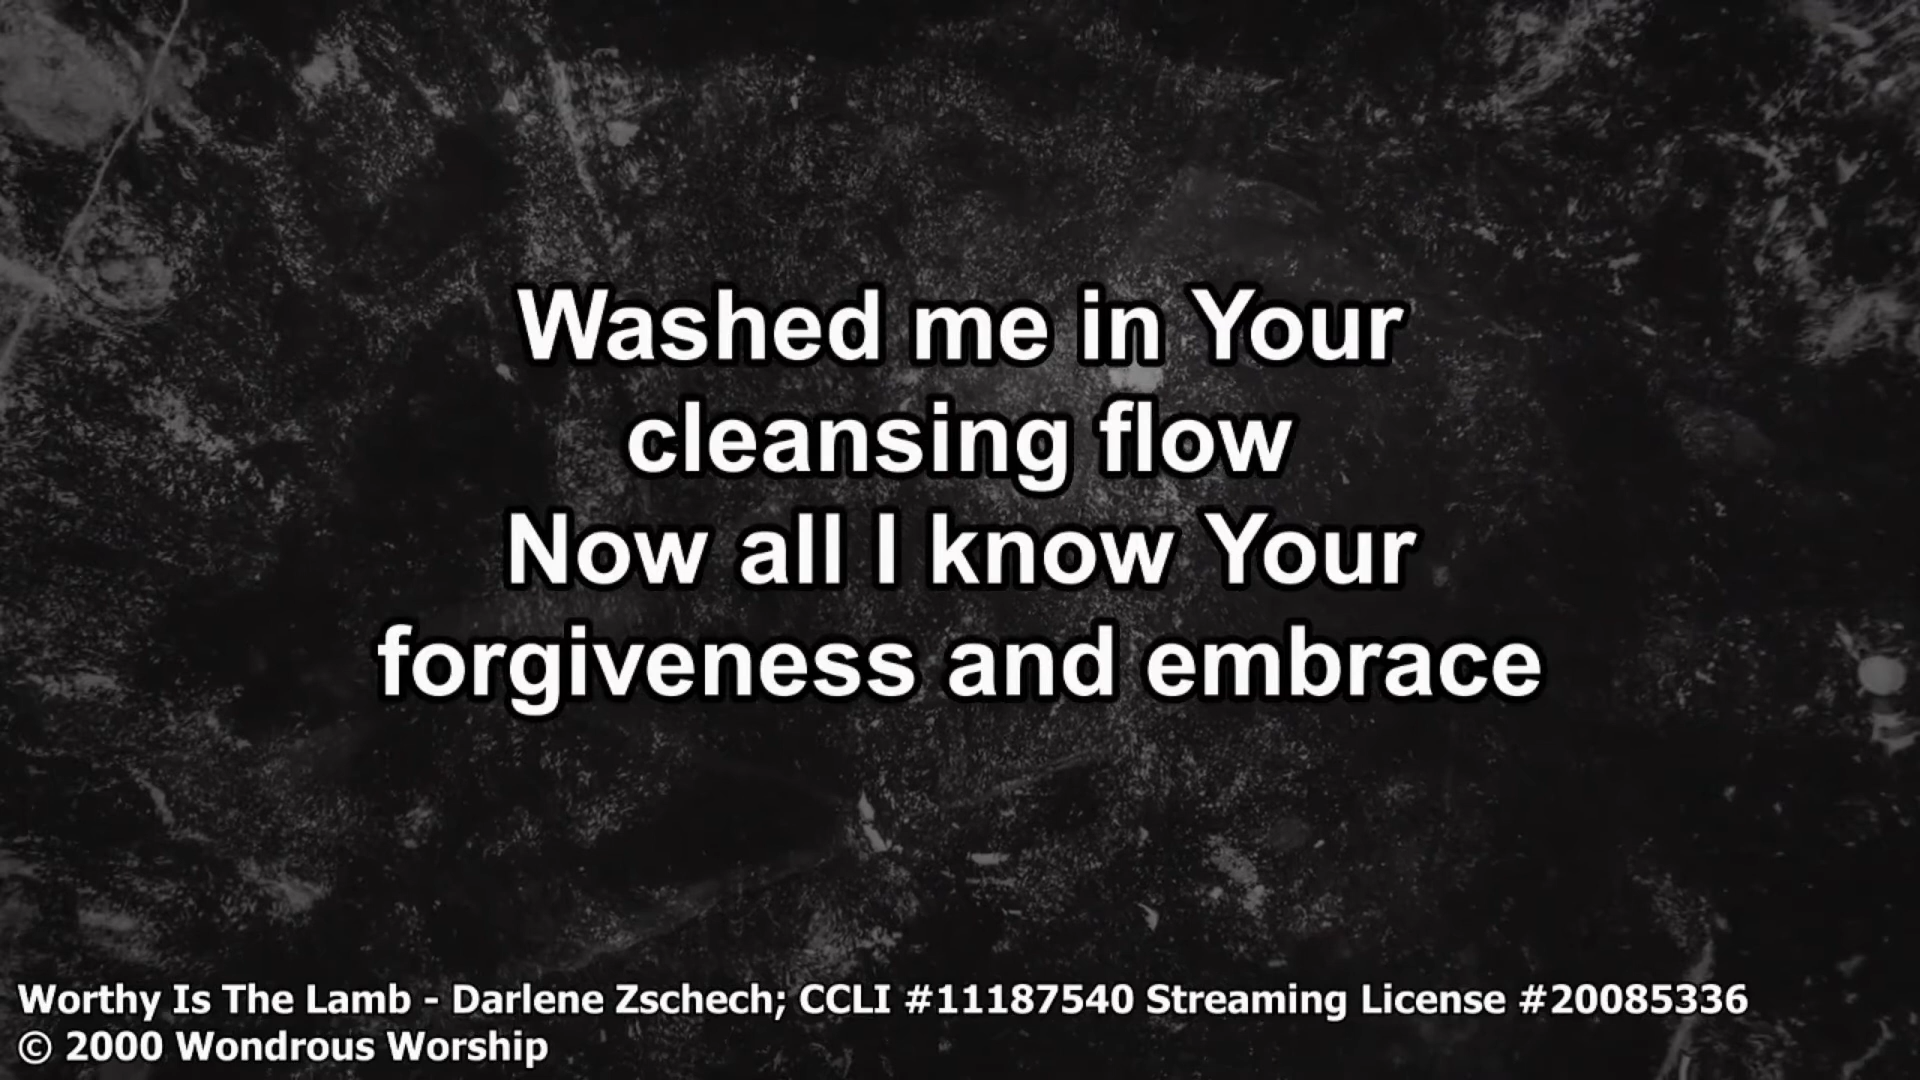 Washed me in Your
cleansing flow
Now all I know Your
forgiveness and embrace
Worthy Is The Lamb - Darlene Zschech; CCLI #11187540 Streaming License #20085336
© 2000 Wondrous Worship